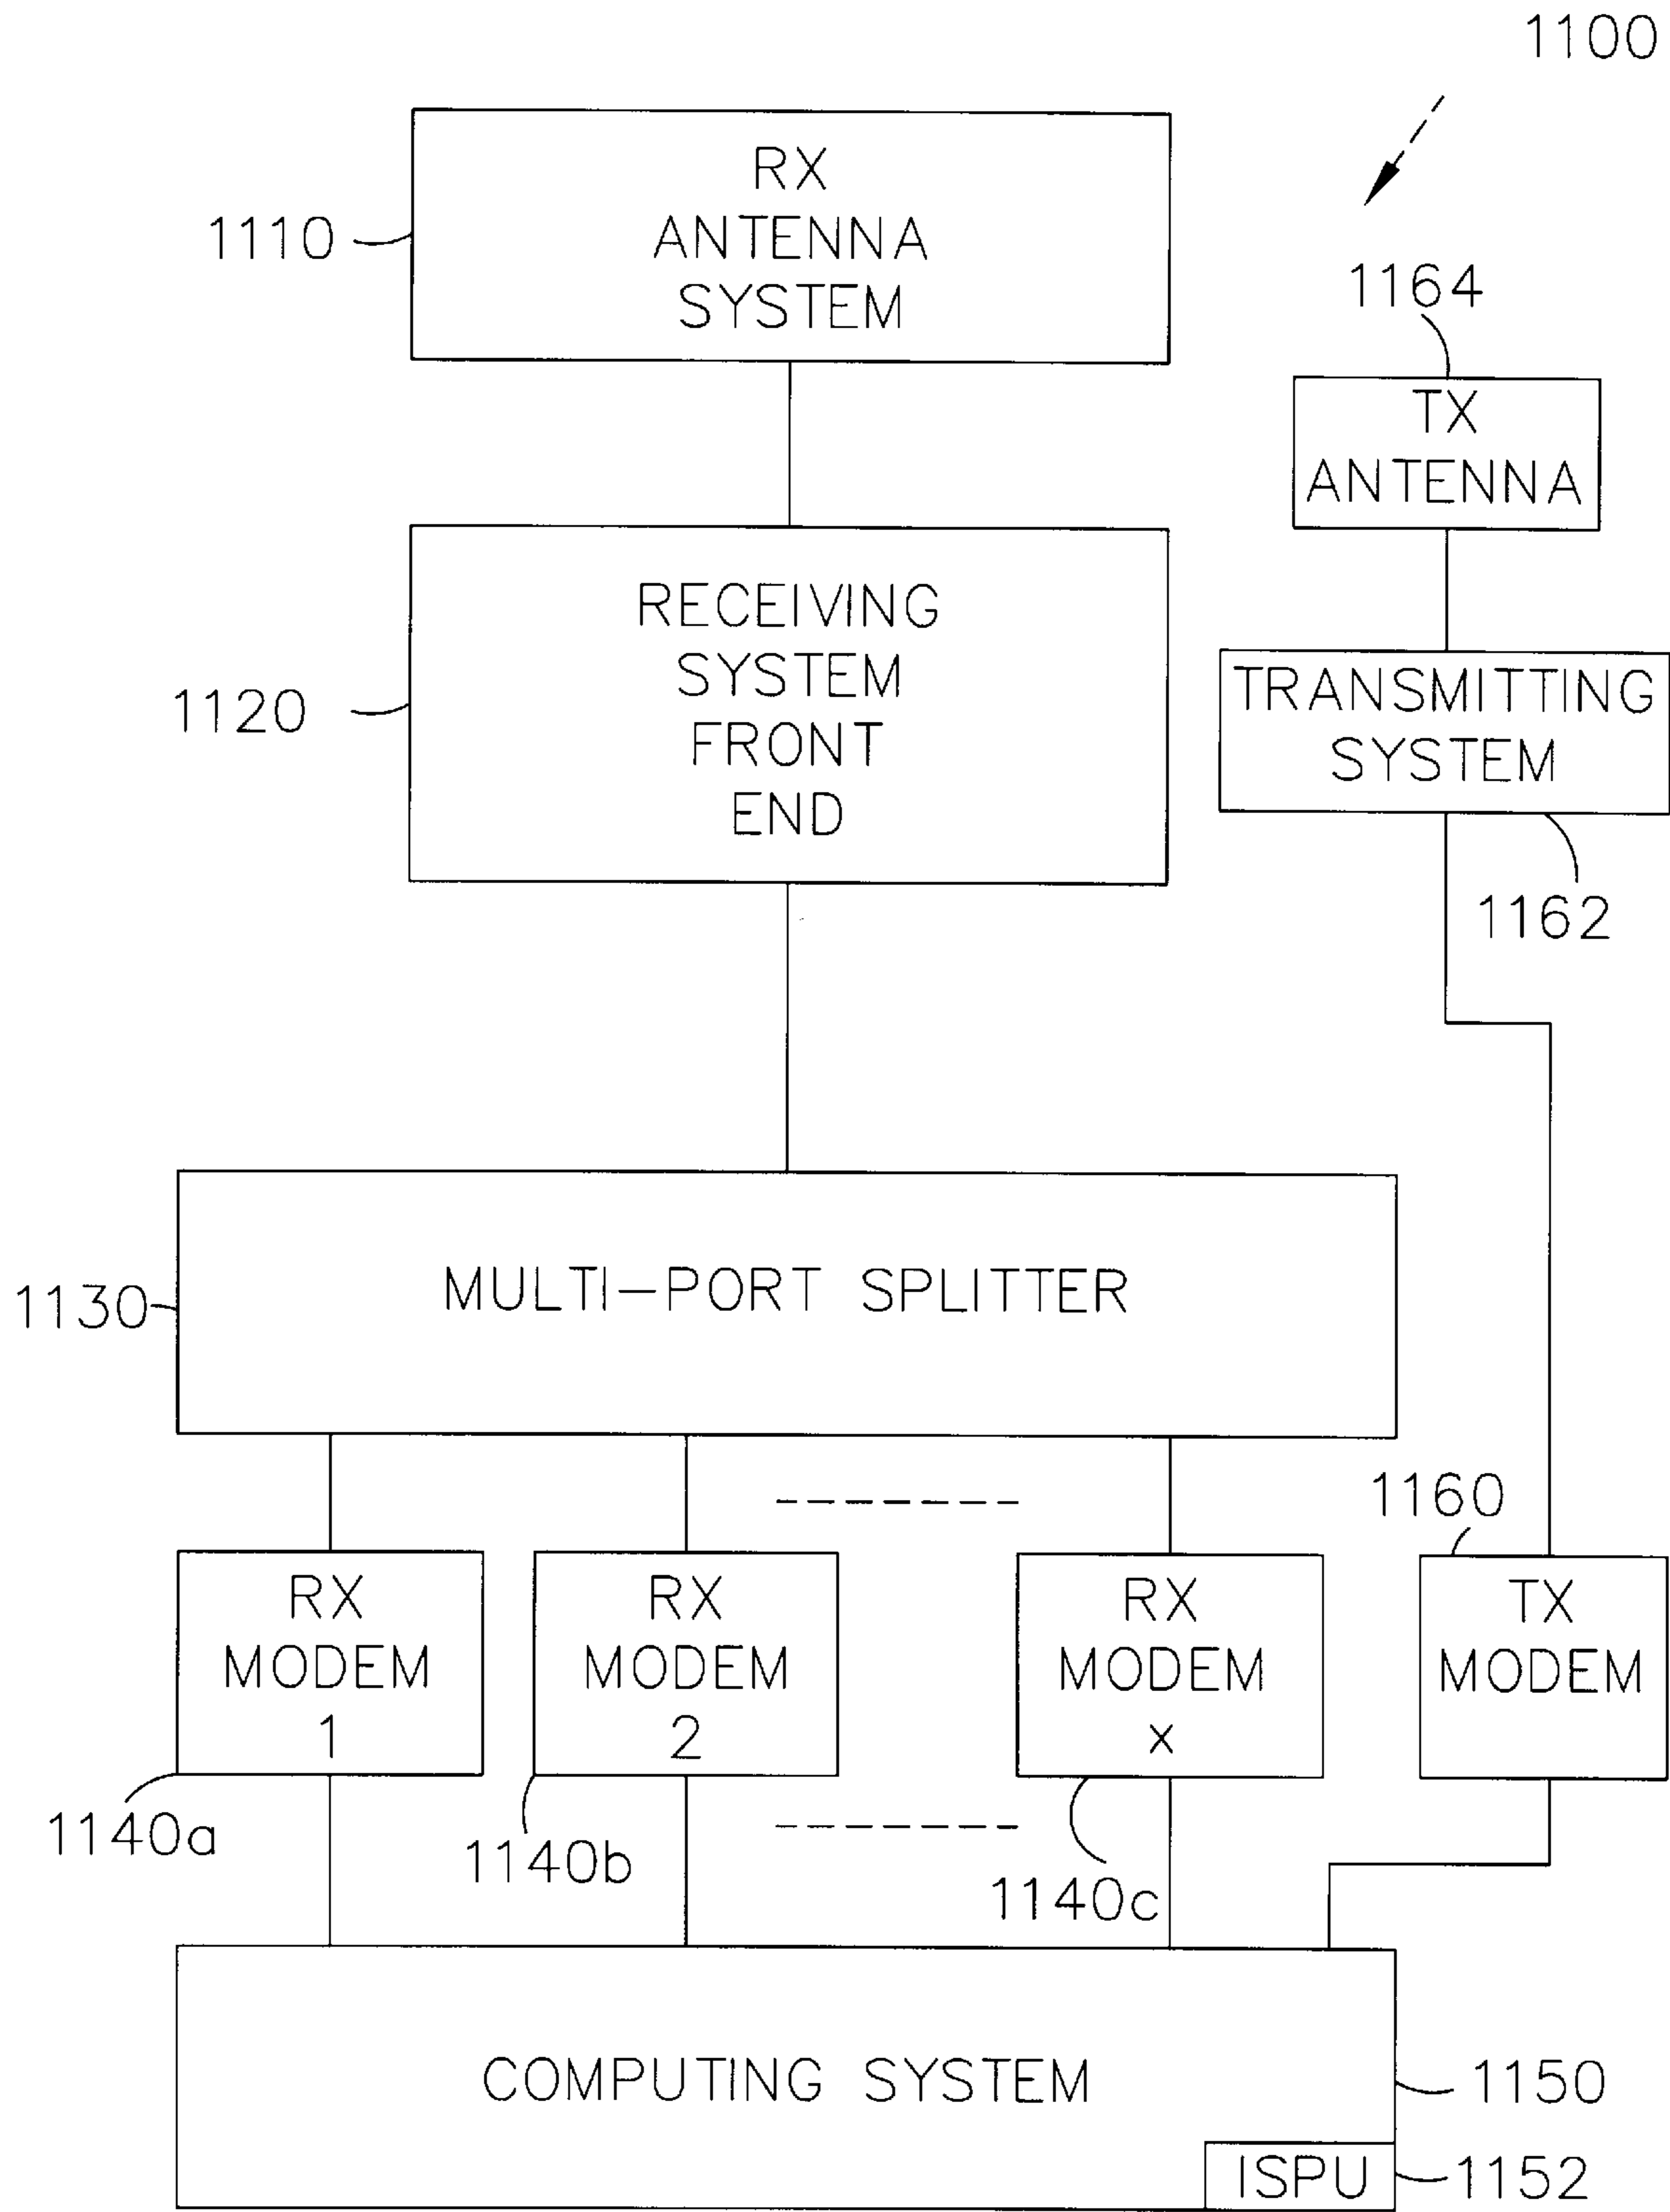 1100
RX
ANTENNA
SYSTEM
1110
1164
TX
ANTENNA
RECEIVING
SYSTEM
FRONT
END
1120
TRANSMITTING
SYSTEM
1162
MULTI-PORT SPLITTER
1130
1160
RX
MODEM
1
RX
MODEM
2
RX
MODEM
x
TX
MODEM
1140a
1140b
1140c
COMPUTING SYSTEM
1150
ISPU
1152